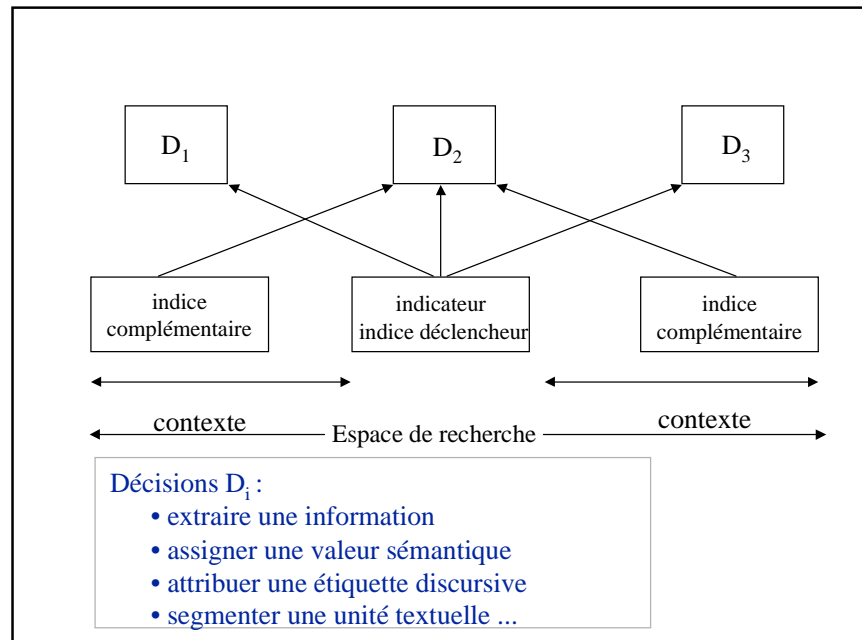 D₁ D₂ D₃
indice
complémentaire
indicateur
indice déclencheur
indice
complémentaire
contexte contexte
Espace de recherche
Décisions Dᵢ :
• extraire une information
• assigner une valeur sémantique
• attribuer une étiquette discursive
• segmenter une unité textuelle ...